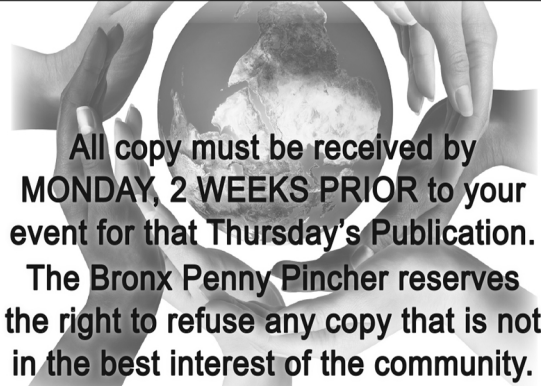 All copy must be received by
MONDAY, 2 WEEKS PRIOR to your
event for that Thursday's Publication.
The Bronx Penny Pincher reserves
the right to refuse any copy that is not
in the best interest of the community.